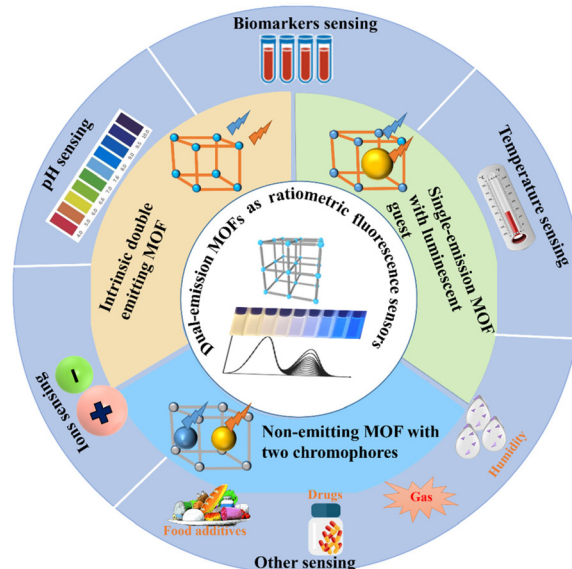 Biomarkers sensing
pH sensing
Temperature sensing
Intrinsic double
emitting MOF
Single-emission MOF
with luminescent
guest
Dual-emission MOFs as ratiometric fluorescence sensors
Ions sensing
Non-emitting MOF with
two chromophores
Humidity
Gas
Drugs
Food additives
Other sensing